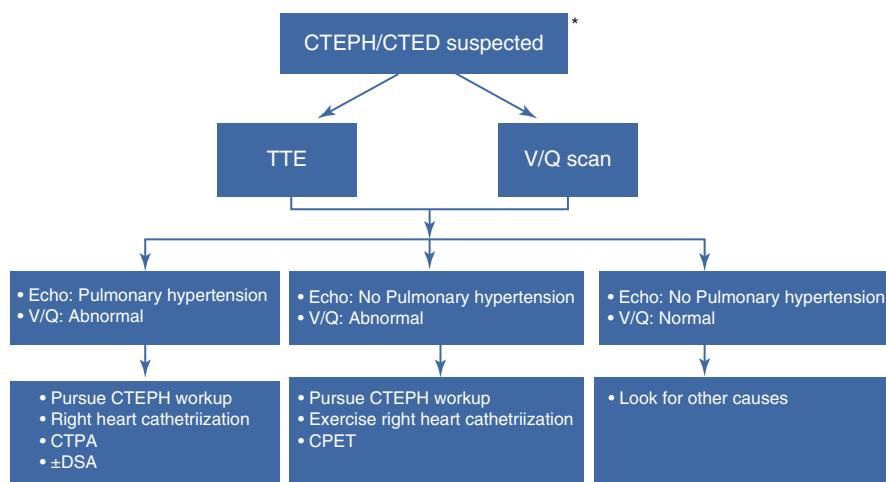 CTEPH/CTED suspected *
TTE
V/Q scan
• Echo: Pulmonary hypertension
• V/Q: Abnormal
• Echo: No Pulmonary hypertension
• V/Q: Abnormal
• Echo: No Pulmonary hypertension
• V/Q: Normal
• Pursue CTEPH workup
• Right heart cathetriization
• CTPA
• ±DSA
• Pursue CTEPH workup
• Exercise right heart cathetriization
• CPET
• Look for other causes